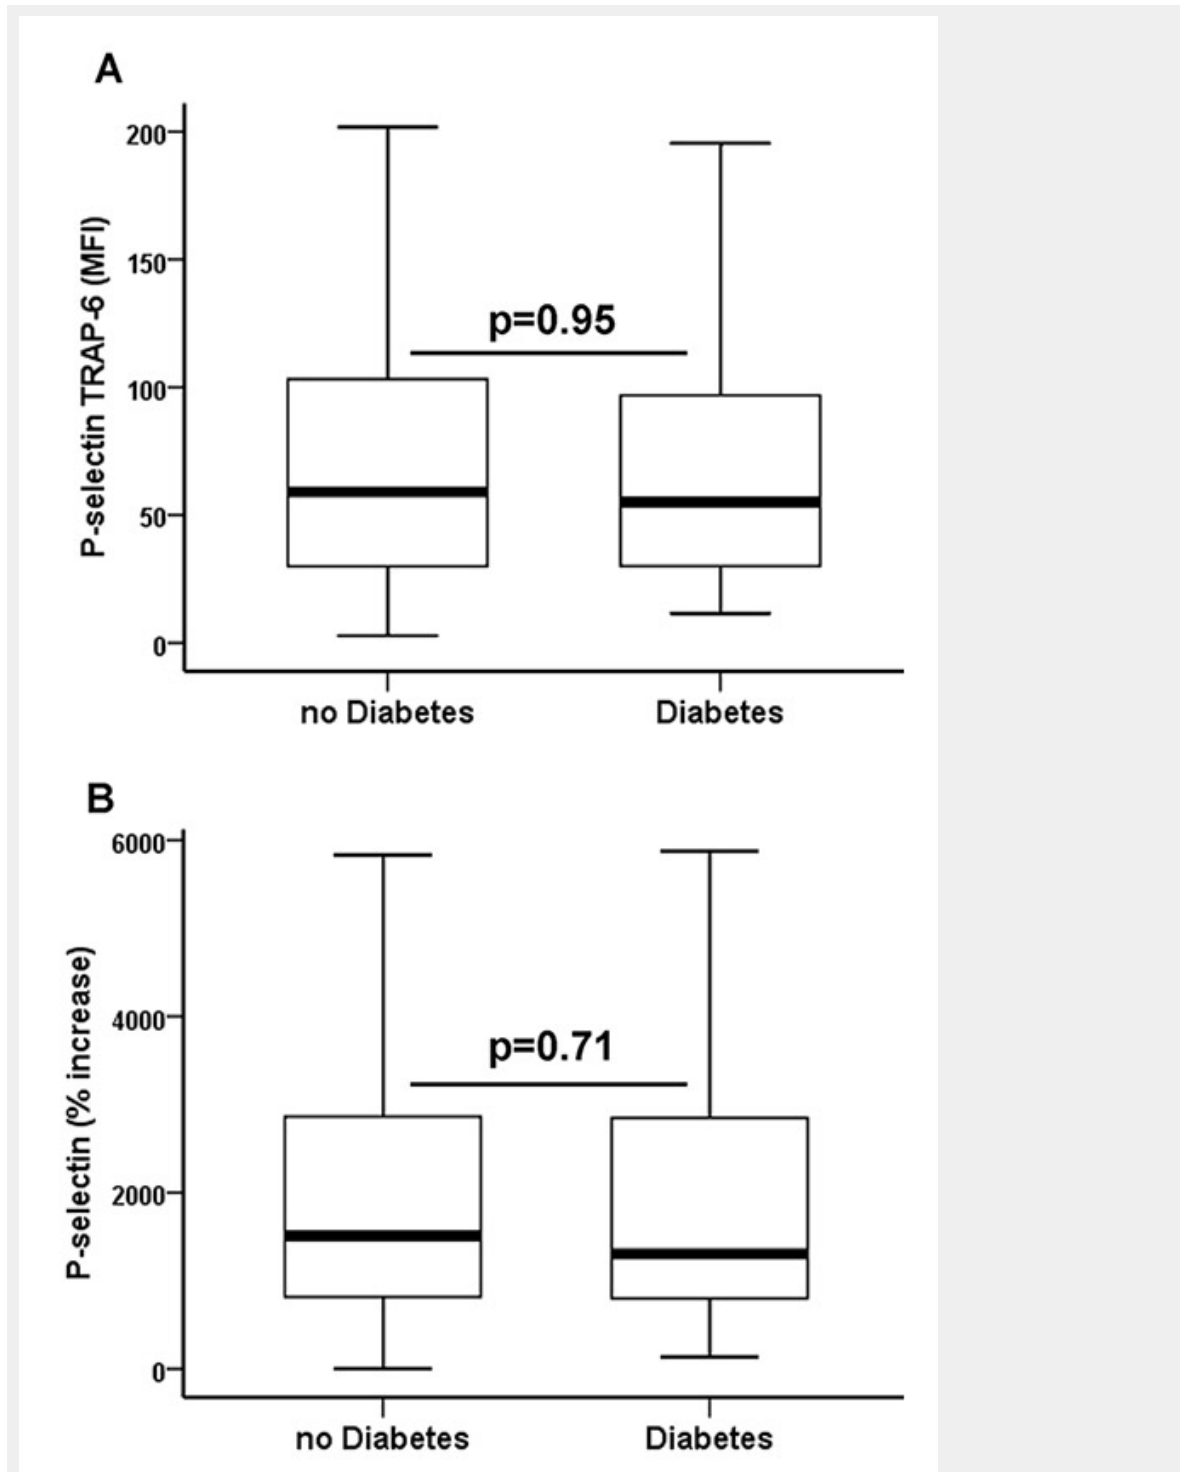 A
P-selectin TRAP-6 (MFI)
200
150
100
50
0
p=0.95
no Diabetes Diabetes
B
P-selectin (% increase)
6000
4000
2000
0
p=0.71
no Diabetes Diabetes